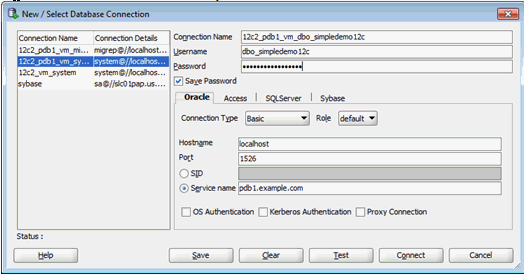 New / Select Database Connection
Connection Name Connection Details
12c2_pdb1_vm_mi... migrep@//localhost...
12c2_pdb1_vm_sy... system@//localhos...
12c2_vm_system system@//localhos...
sybase sa@//slc01pap.us....
Connection Name 12c2_pdb1_vm_dbo_simpledemo12c
Username dbo_simpledemo12c
Password •••••••••••••••••
Save Password
Oracle Access SQLServer Sybase
Connection Type Basic Role default
Hostname localhost
Port 1526
SID
Service name pdb1.example.com
OS Authentication Kerberos Authentication Proxy Connection
Status :
Help Save Clear Test Connect Cancel